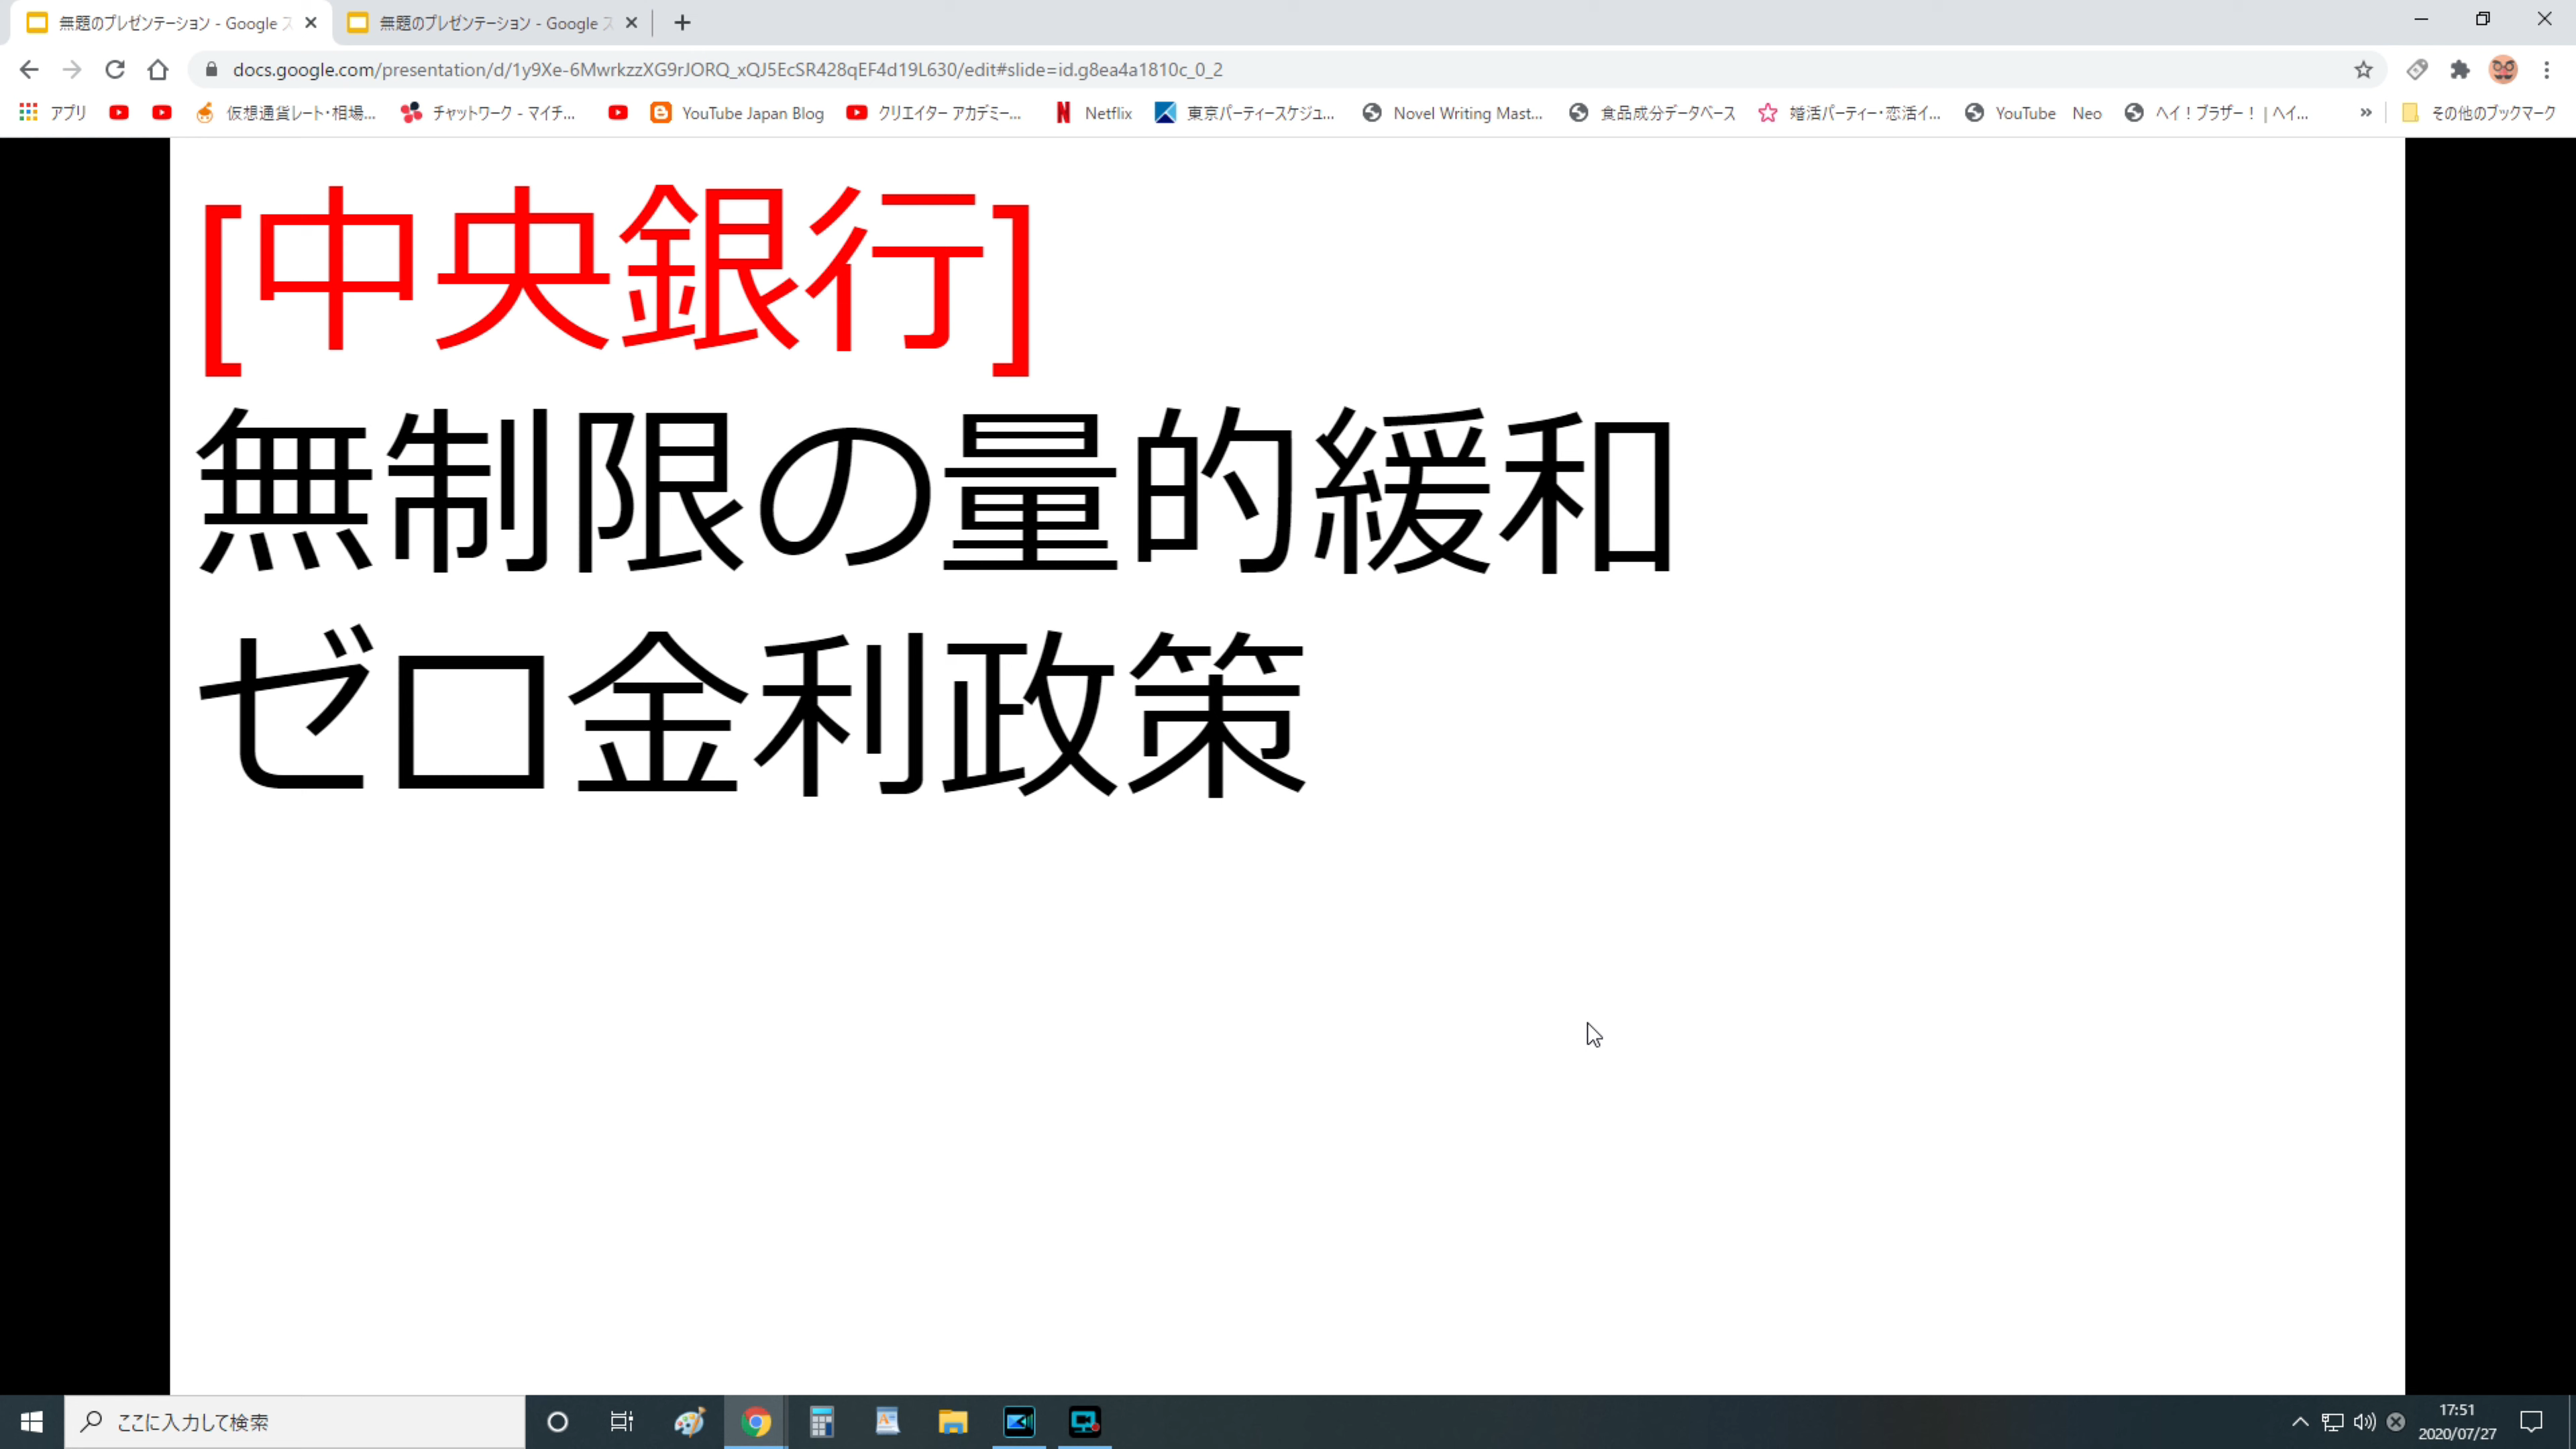 無題のプレゼンテーション - Google ス
無題のプレゼンテーション - Google ス
docs.google.com/presentation/d/1y9Xe-6MwrkzzXG9rJORQ_xQJ5EcSR428qEF4d19L630/edit#slide=id.g8ea4a1810c_0_2
アプリ 仮想通貨レート・相場... チャットワーク - マイチ... YouTube Japan Blog クリエイター アカデミー... Netflix 東京パーティースケジュ... Novel Writing Mast... 食品成分データベース 婚活パーティー・恋活イ... YouTube Neo ヘイ！ブラザー！ | ヘイ... » その他のブックマーク
[中央銀行]
無制限の量的緩和
ゼロ金利政策
ここに入力して検索
17:51
2020/07/27